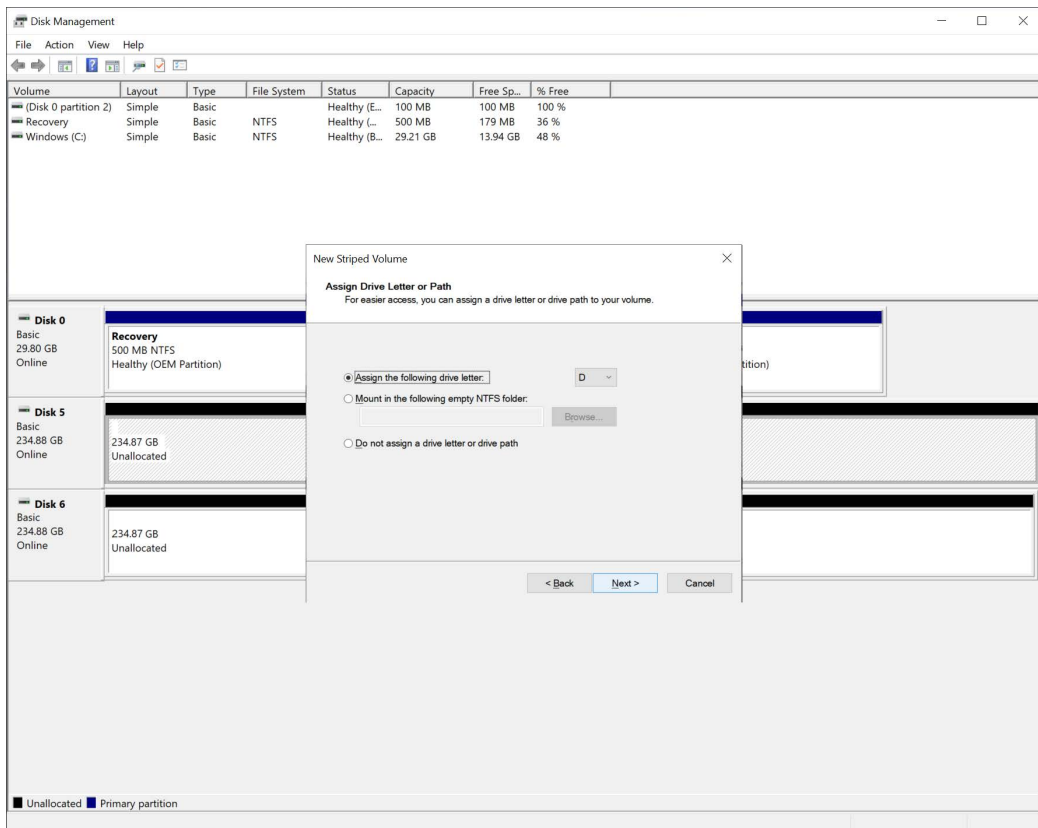 Disk Management
File Action View Help
Volume Layout Type File System Status Capacity Free Sp... % Free
(Disk 0 partition 2) Simple Basic Healthy (E... 100 MB 100 MB 100 %
Recovery Simple Basic NTFS Healthy (... 500 MB 179 MB 36 %
Windows (C:) Simple Basic NTFS Healthy (B... 29.21 GB 13.94 GB 48 %
New Striped Volume
Assign Drive Letter or Path
For easier access, you can assign a drive letter or drive path to your volume.
Assign the following drive letter: D
Mount in the following empty NTFS folder:
Browse...
Do not assign a drive letter or drive path
< Back Next > Cancel
Disk 0
Basic
29.80 GB
Online
Recovery
500 MB NTFS
Healthy (OEM Partition)
tition)
Disk 5
Basic
234.88 GB
Online
234.87 GB
Unallocated
Disk 6
Basic
234.88 GB
Online
234.87 GB
Unallocated
Unallocated Primary partition